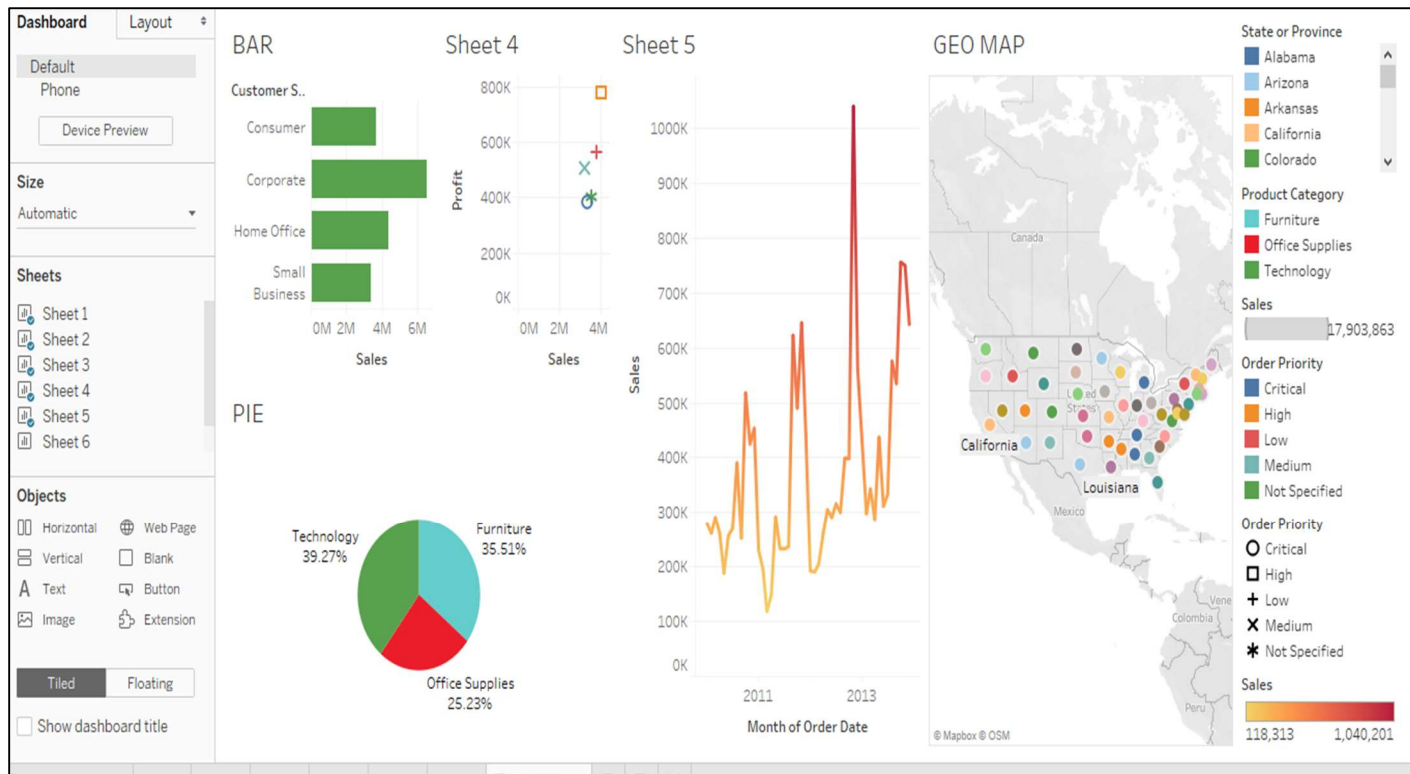 Dashboard
Layout
Default
Phone
Device Preview
Size
Automatic
Sheets
Sheet 1
Sheet 2
Sheet 3
Sheet 4
Sheet 5
Sheet 6
Objects
Horizontal
Web Page
Vertical
Blank
A Text
Button
Image
Extension
Tiled
Floating
Show dashboard title
BAR
Customer S..
Consumer
Corporate
Home Office
Small
Business
0M 2M 4M 6M
Sales
Sheet 4
800K
600K
400K
200K
0K
Profit
0M 2M 4M
Sales
PIE
Technology
39.27%
Furniture
35.51%
Office Supplies
25.23%
Sheet 5
1000K
900K
800K
700K
600K
500K
400K
300K
200K
100K
0K
Sales
2011 2013
Month of Order Date
GEO MAP
Canada
United
States
California
Louisiana
Mexico
Colombia
Peru
© Mapbox © OSM
State or Province
Alabama
Arizona
Arkansas
California
Colorado
Product Category
Furniture
Office Supplies
Technology
Sales
17,903,863
Order Priority
Critical
High
Low
Medium
Not Specified
Order Priority
Critical
High
Low
Medium
Not Specified
Sales
118,313 1,040,201